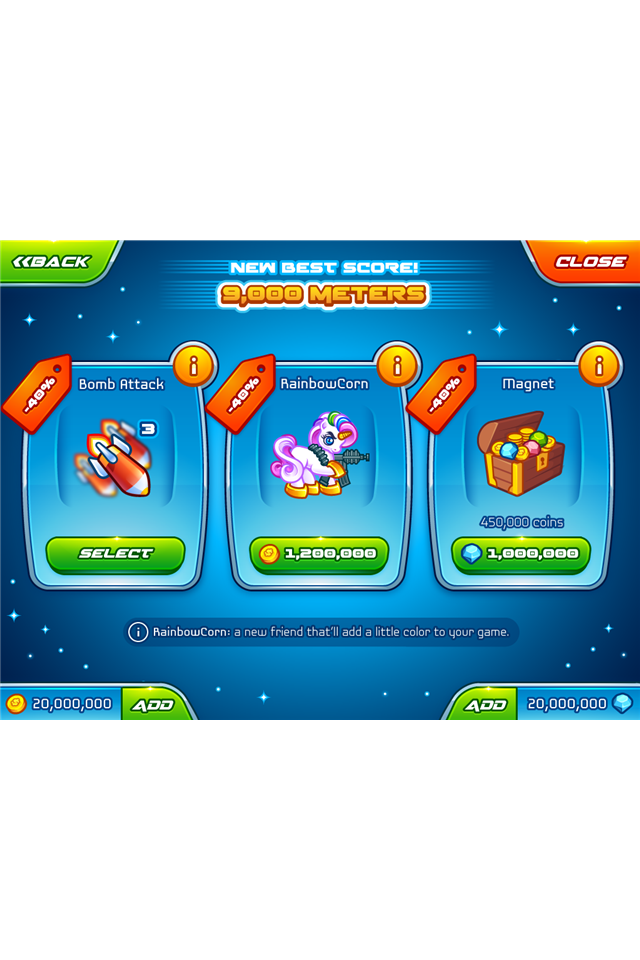 «BACK
CLOSE
NEW BEST SCORE!
9,000 METERS
-40%
Bomb Attack
i
3
SELECT
-40%
RainbowCorn
i
1,200,000
-40%
Magnet
i
450,000 coins
1,000,000
i RainbowCorn: a new friend that'll add a little color to your game.
20,000,000
ADD
ADD
20,000,000